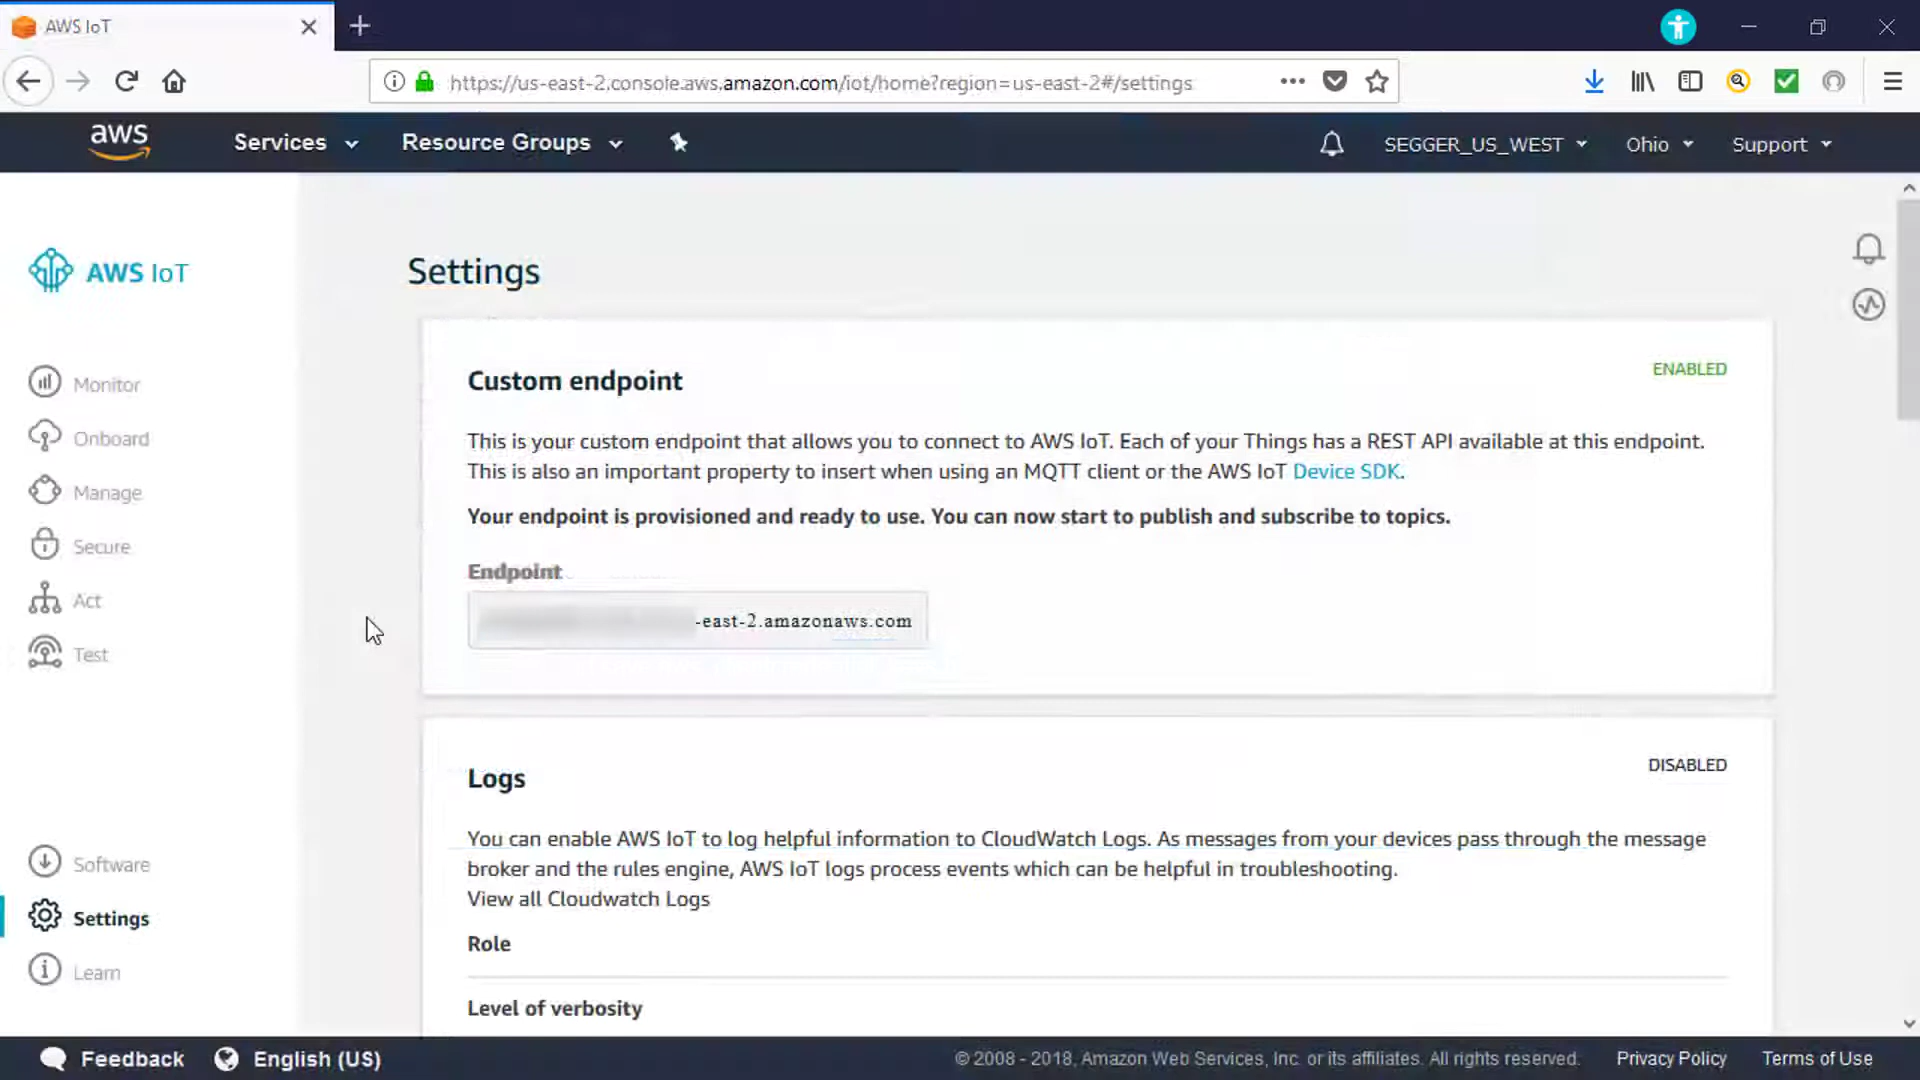 AWS IoT
https://us-east-2.console.aws.amazon.com/iot/home?region=us-east-2#/settings
aws
Services
Resource Groups
SEGGER_US_WEST
Ohio
Support
AWS IoT
Monitor
Onboard
Manage
Secure
Act
Test
Software
Settings
Learn
Settings
Custom endpoint
ENABLED
This is your custom endpoint that allows you to connect to AWS IoT. Each of your Things has a REST API available at this endpoint.
This is also an important property to insert when using an MQTT client or the AWS IoT Device SDK.
Your endpoint is provisioned and ready to use. You can now start to publish and subscribe to topics.
Endpoint
-east-2.amazonaws.com
Logs
DISABLED
You can enable AWS IoT to log helpful information to CloudWatch Logs. As messages from your devices pass through the message
broker and the rules engine, AWS IoT logs process events which can be helpful in troubleshooting.
View all Cloudwatch Logs
Role
Level of verbosity
Feedback
English (US)
© 2008 - 2018, Amazon Web Services, Inc. or its affiliates. All rights reserved.
Privacy Policy
Terms of Use